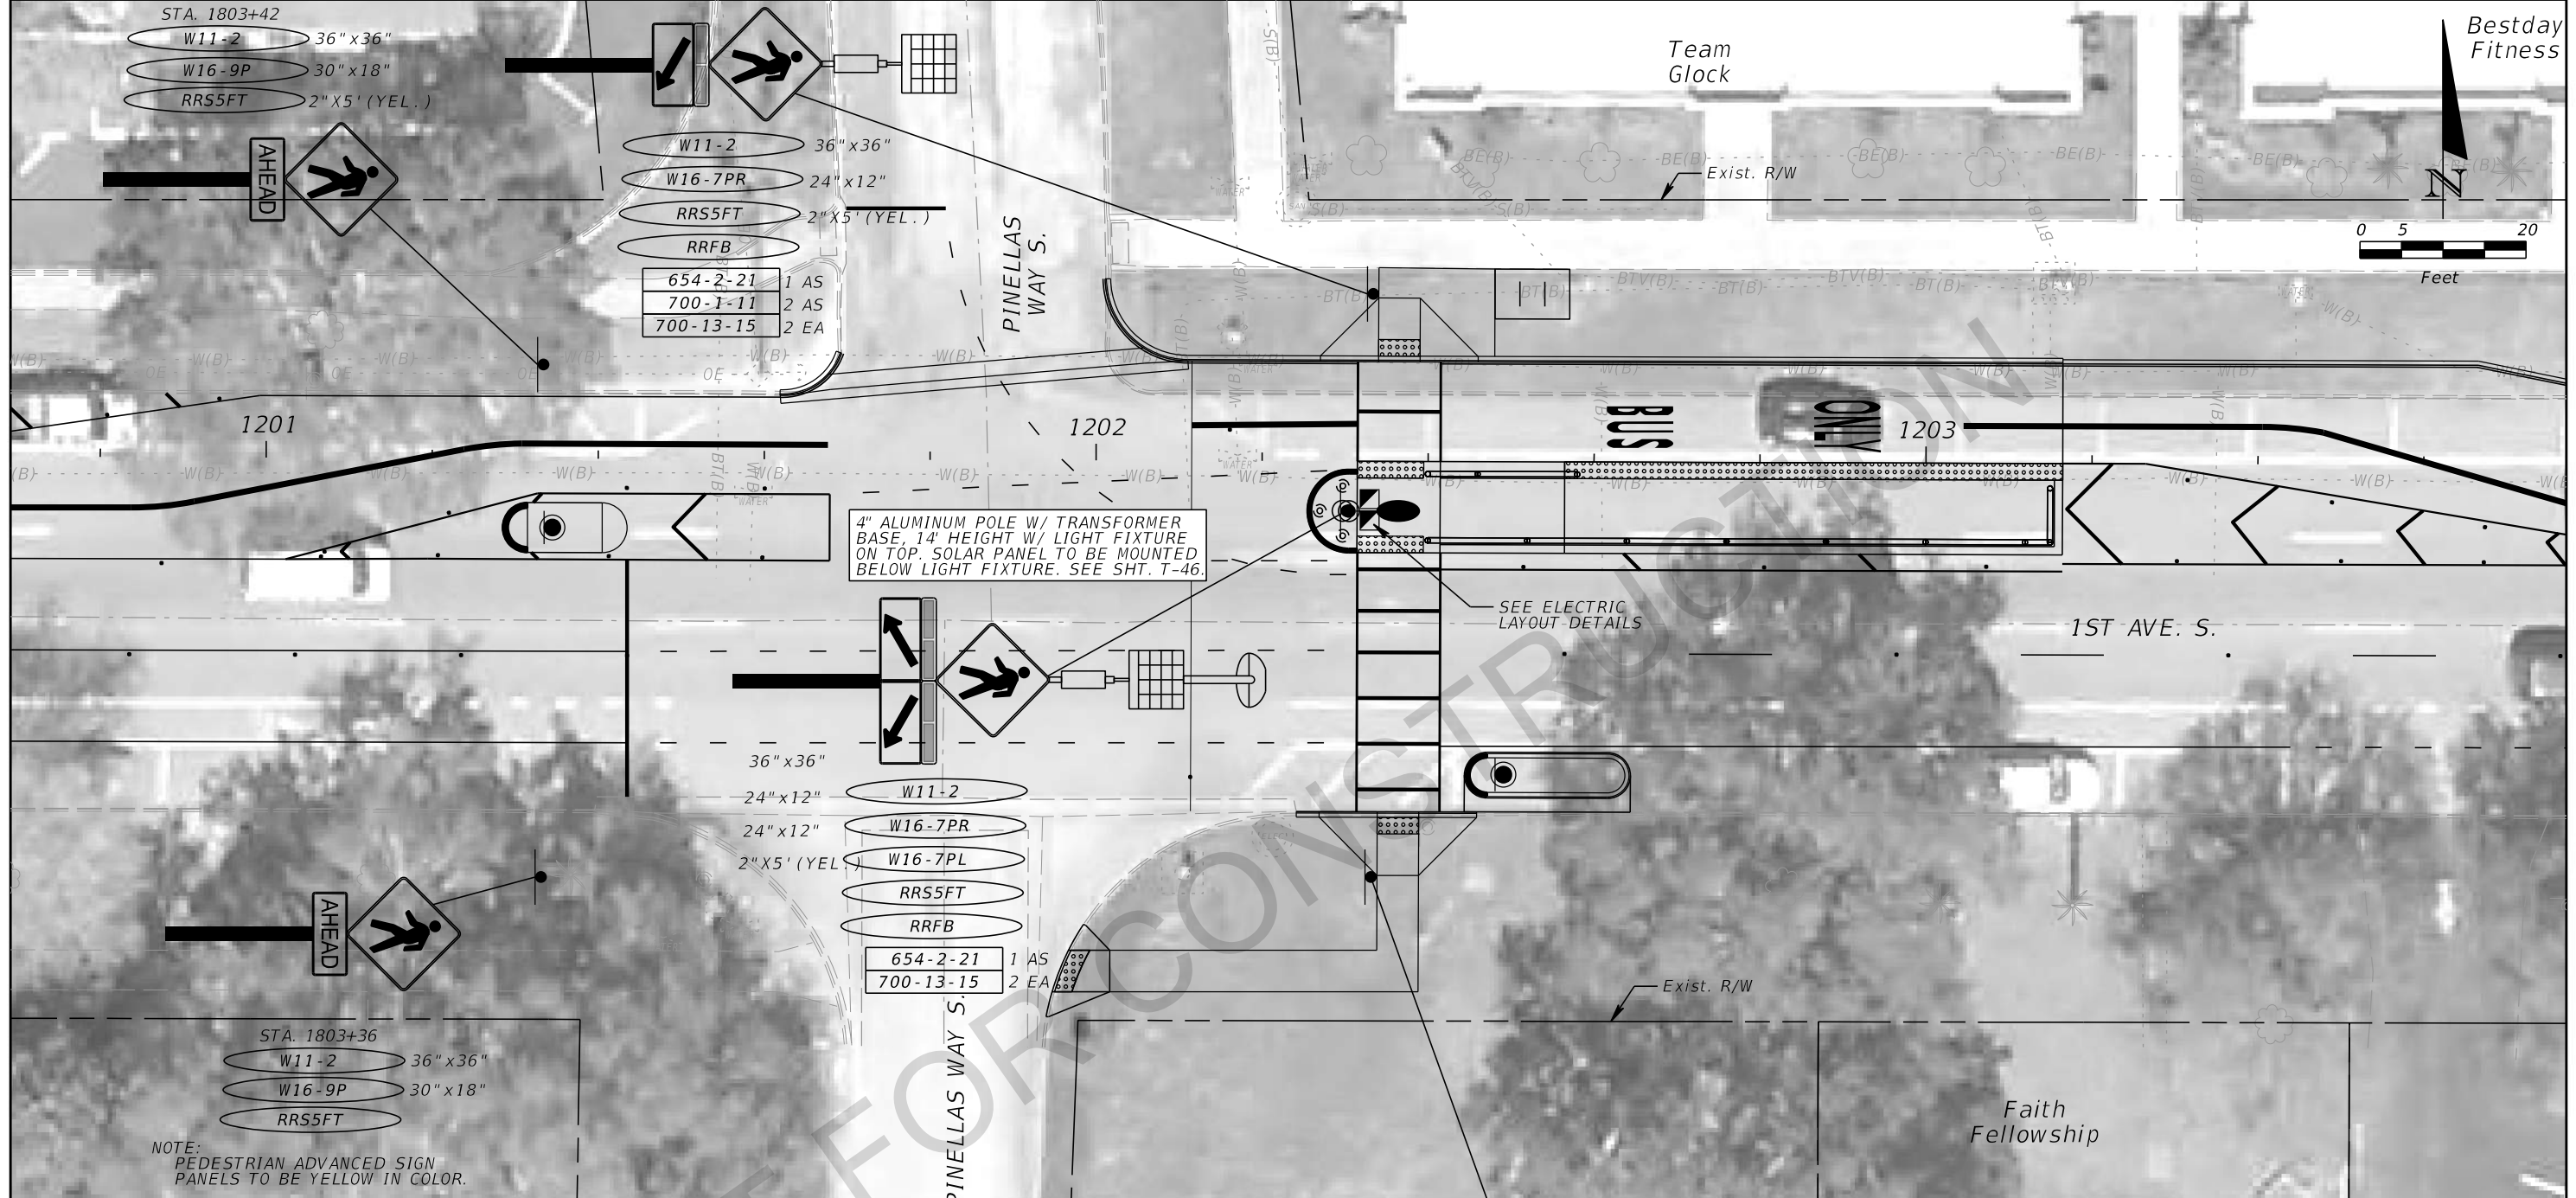 STA. 1803+42
W11-2 36"x36"
W16-9P 30"x18"
RRS5FT 2"X5'(YEL.)
AHEAD
W11-2 36"x36"
W16-7PR 24"x12"
RRS5FT 2"X5'(YEL.)
RRFB
654-2-21 1 AS
700-1-11 2 AS
700-13-15 2 EA
PINELLAS
WAY S.
Team
Glock
Bestday
Fitness
Exist. R/W
N
0 5 20
Feet
1201
1202
1203
BUS
ONLY
4" ALUMINUM POLE W/ TRANSFORMER
BASE, 14' HEIGHT W/ LIGHT FIXTURE
ON TOP. SOLAR PANEL TO BE MOUNTED
BELOW LIGHT FIXTURE. SEE SHT. T-46.
SEE ELECTRIC
LAYOUT DETAILS
1ST AVE. S.
36"x36"
W11-2
24"x12"
W16-7PR
24"x12"
W16-7PL
2"X5'(YEL.)
RRS5FT
RRFB
654-2-21 1 AS
700-13-15 2 EA
PINELLAS WAY S.
AHEAD
STA. 1803+36
W11-2 36"x36"
W16-9P 30"x18"
RRS5FT
NOTE:
PEDESTRIAN ADVANCED SIGN
PANELS TO BE YELLOW IN COLOR.
Exist. R/W
Faith
Fellowship
FOR CONSTRUCTION